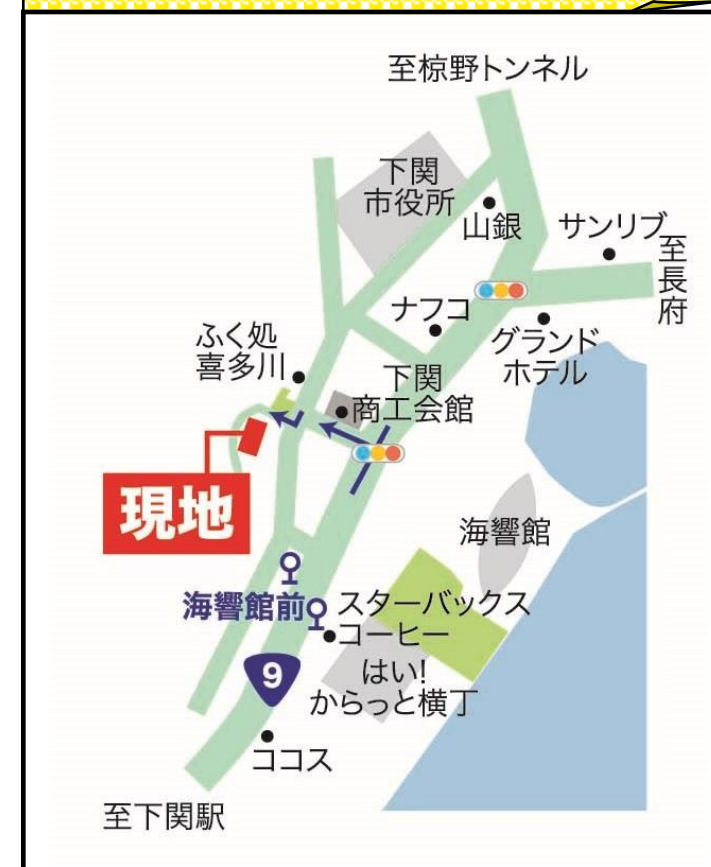 至椋野トンネル
下関
市役所
山銀
サンリブ
至長府
ナフコ
グランド
ホテル
ふく処
喜多川
下関
商工会館
現地
海響館
海響館前
スターバックス
コーヒー
はい!
からっと横丁
9
ココス
至下関駅